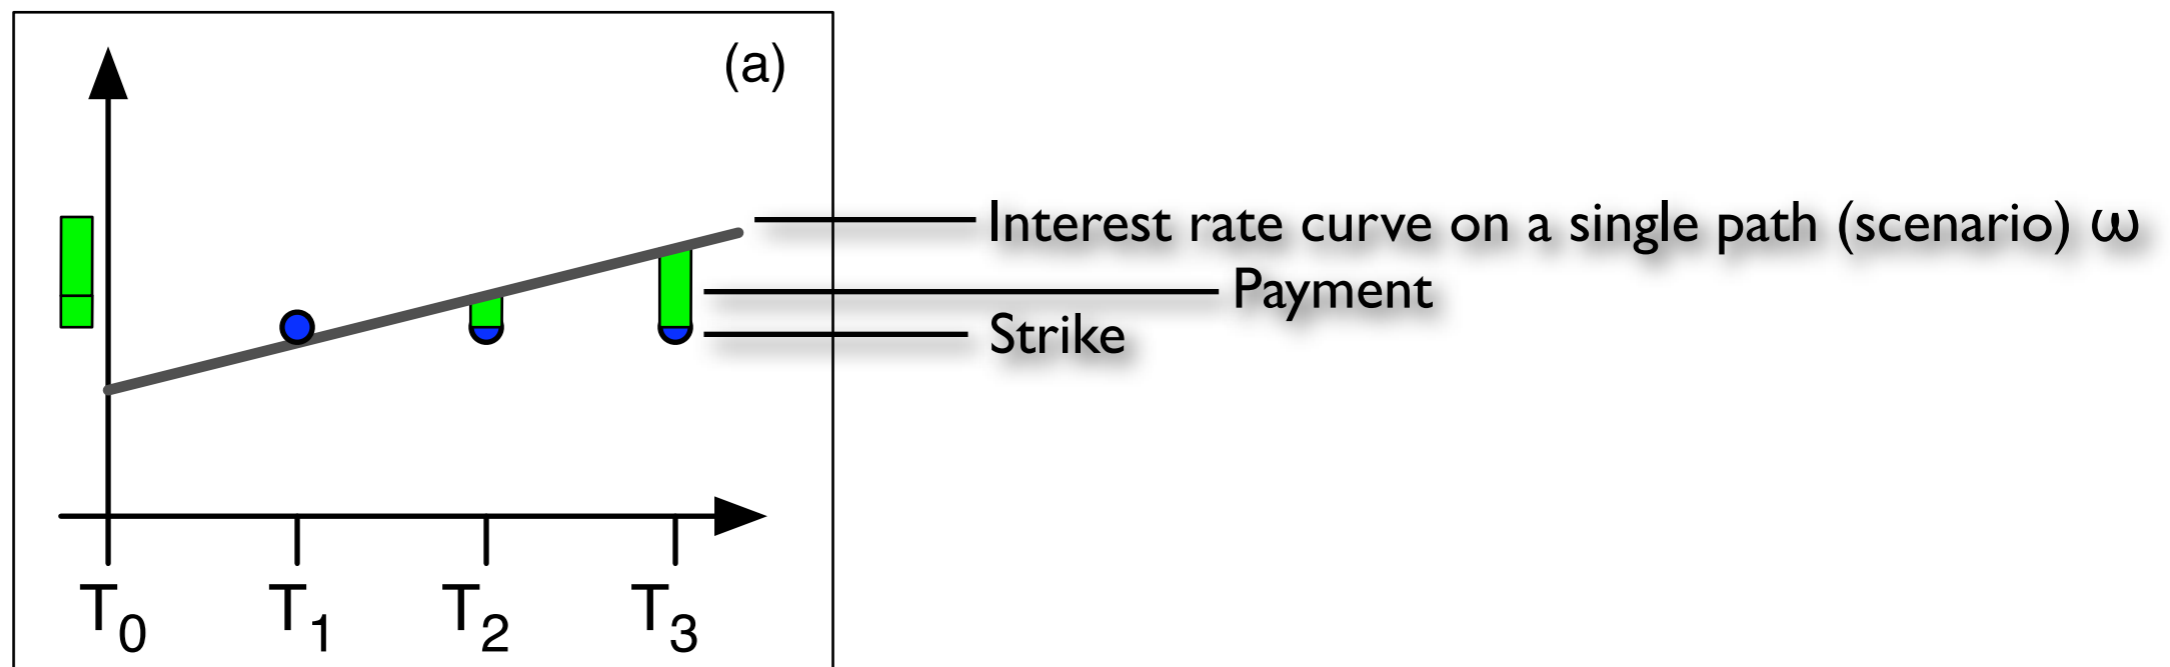 (a)
Interest rate curve on a single path (scenario) ω
Payment
Strike
T0 T1 T2 T3